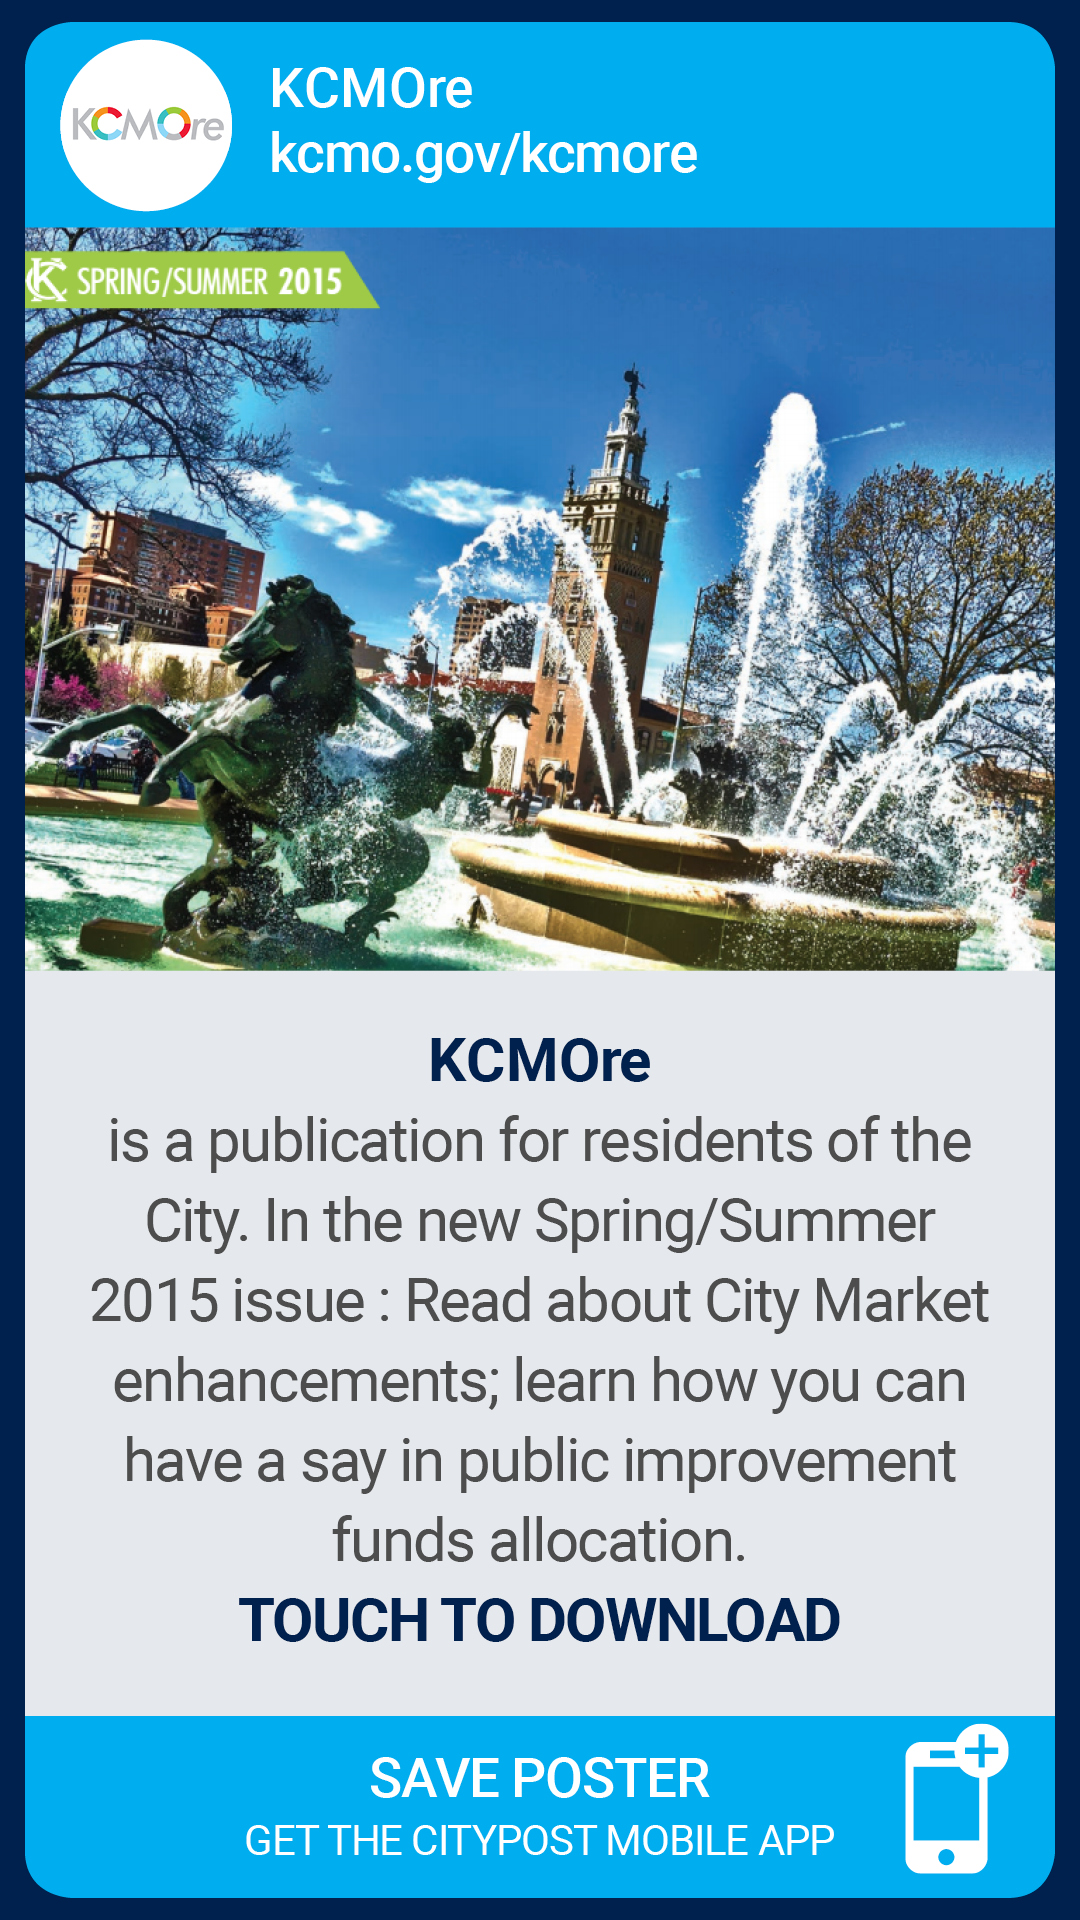 KCMOre
KCMOre
kcmo.gov/kcmore
KC SPRING/SUMMER 2015
KCMOre
is a publication for residents of the
City. In the new Spring/Summer
2015 issue : Read about City Market
enhancements; learn how you can
have a say in public improvement
funds allocation.
TOUCH TO DOWNLOAD
SAVE POSTER
GET THE CITYPOST MOBILE APP